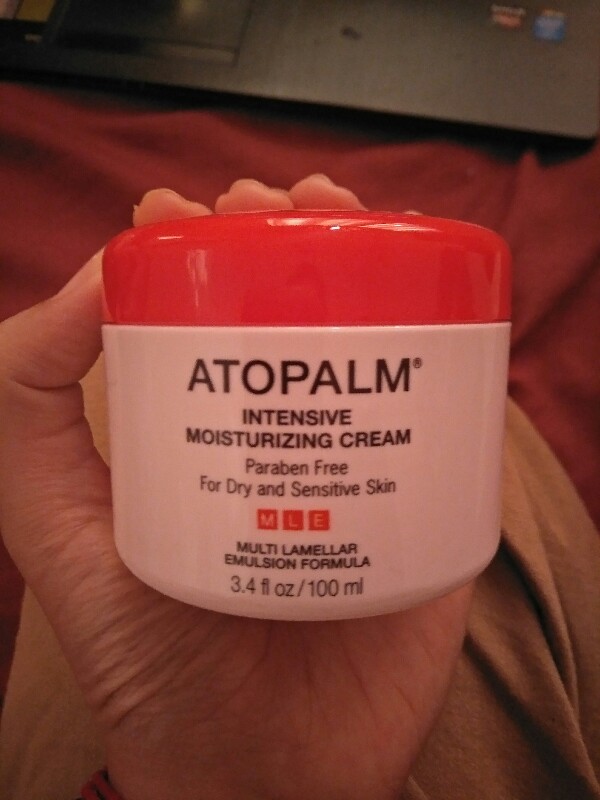 ATOPALM®
INTENSIVE
MOISTURIZING CREAM
Paraben Free
For Dry and Sensitive Skin
MLE
MULTI LAMELLAR
EMULSION FORMULA
3.4 fl oz/100 ml